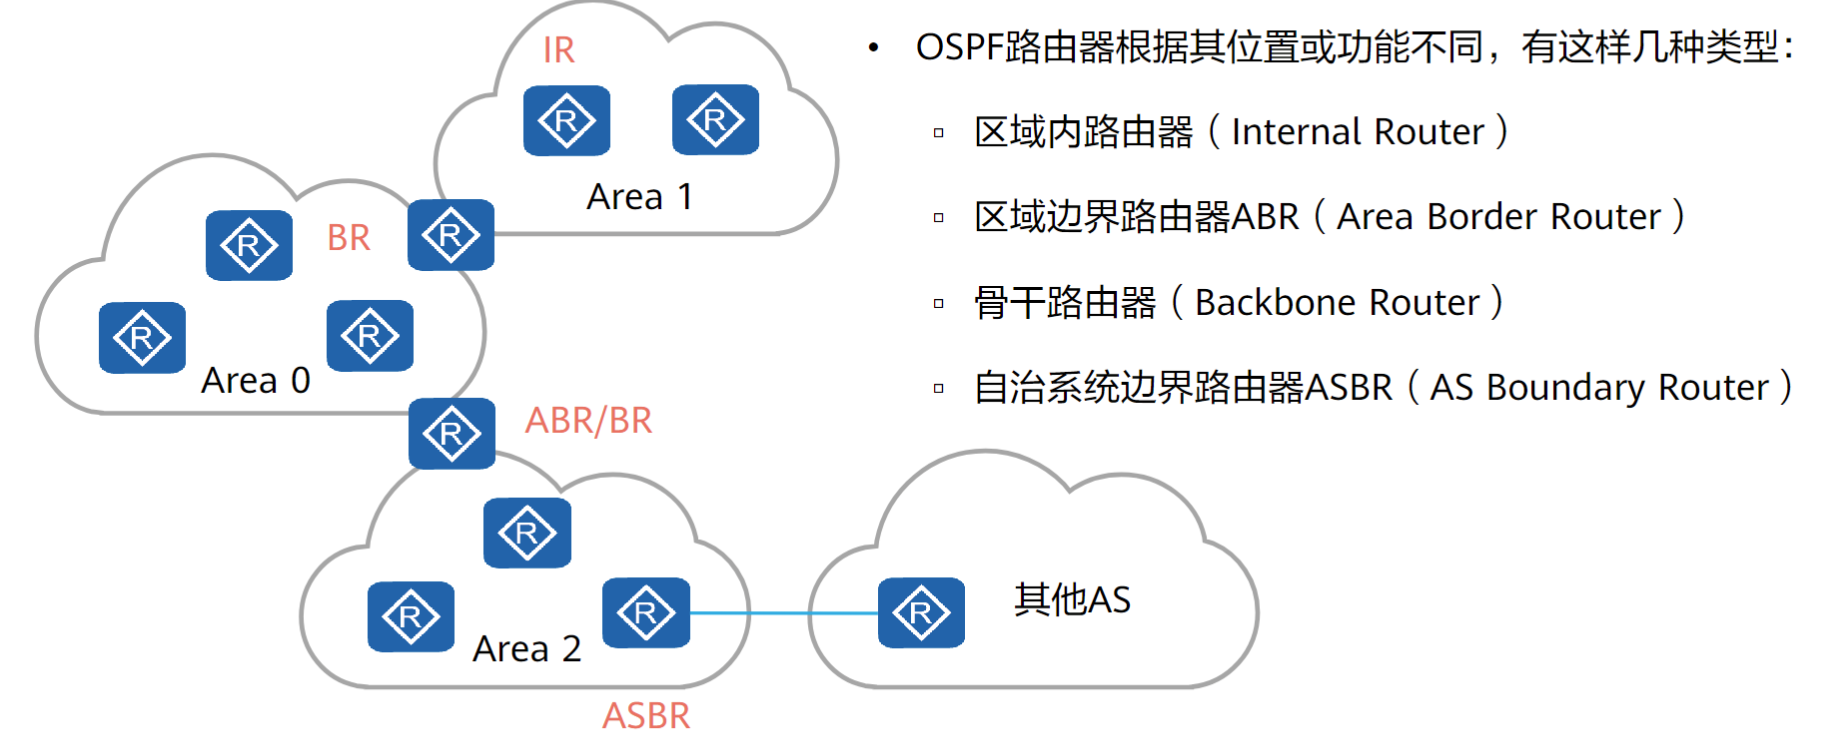 IR
R
R
Area 1
R
BR
R
R
R
Area 0
R
ABR/BR
R
R
R
Area 2
ASBR
R
其他AS
• OSPF路由器根据其位置或功能不同，有这样几种类型：
▫ 区域内路由器（Internal Router）
▫ 区域边界路由器ABR（Area Border Router）
▫ 骨干路由器（Backbone Router）
▫ 自治系统边界路由器ASBR（AS Boundary Router）